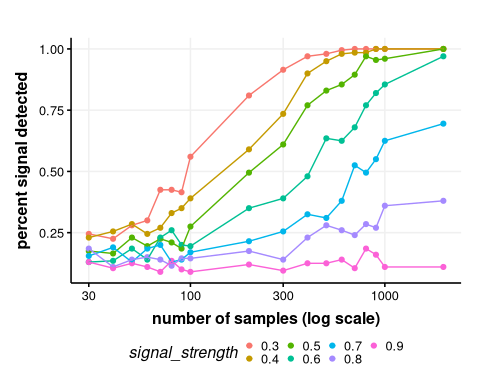 1.00
0.75
0.50
0.25
percent signal detected
30 100 300 1000
number of samples (log scale)
signal_strength 0.3 0.5 0.7 0.9
0.4 0.6 0.8